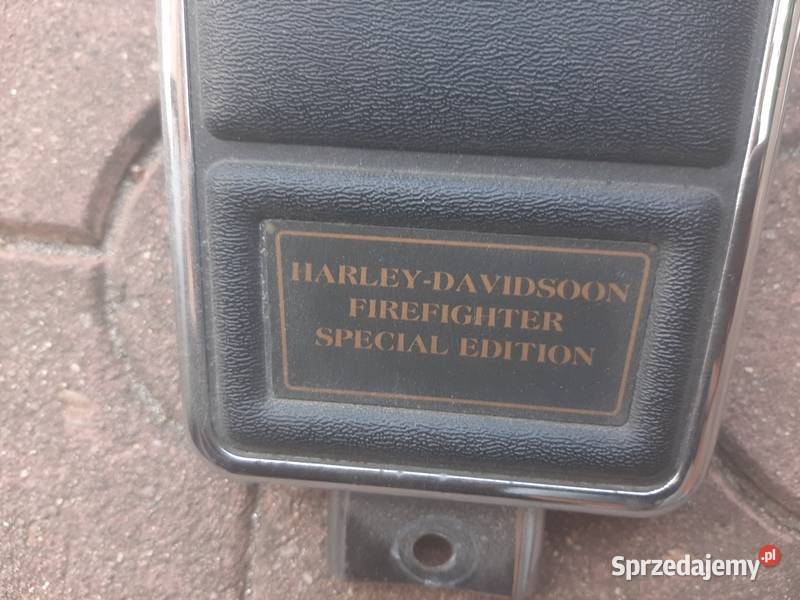 HARLEY-DAVIDSOON
FIREFIGHTER
SPECIAL EDITION
Sprzedajemy.pl